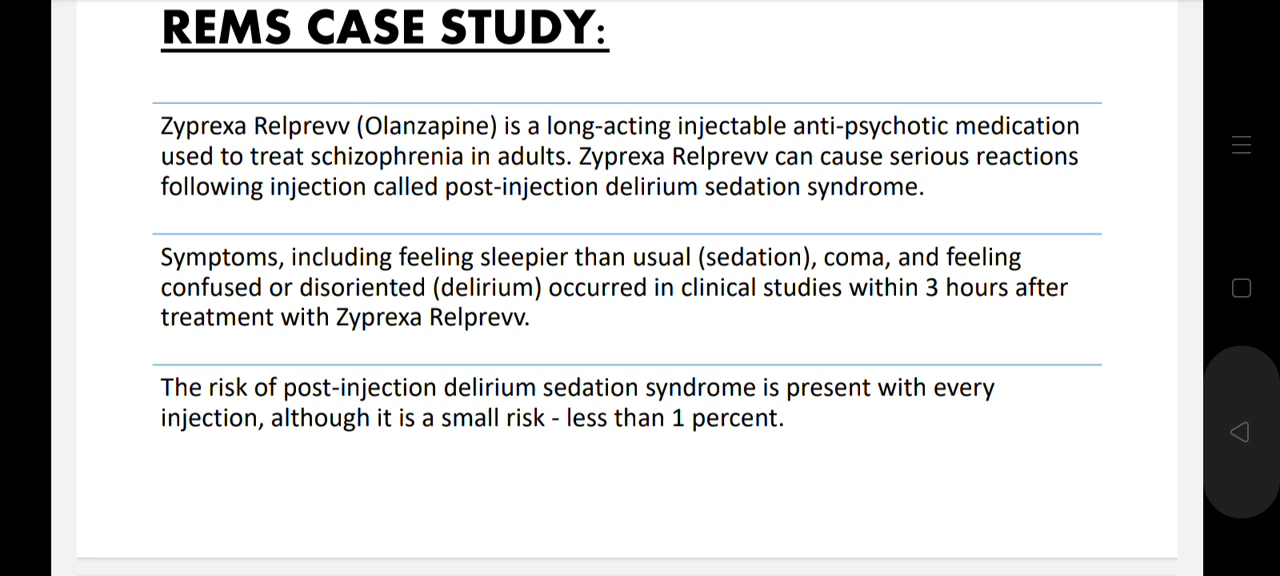 REMS CASE STUDY:
Zyprexa Relprevv (Olanzapine) is a long-acting injectable anti-psychotic medication
used to treat schizophrenia in adults. Zyprexa Relprevv can cause serious reactions
following injection called post-injection delirium sedation syndrome.
Symptoms, including feeling sleepier than usual (sedation), coma, and feeling
confused or disoriented (delirium) occurred in clinical studies within 3 hours after
treatment with Zyprexa Relprevv.
The risk of post-injection delirium sedation syndrome is present with every
injection, although it is a small risk - less than 1 percent.